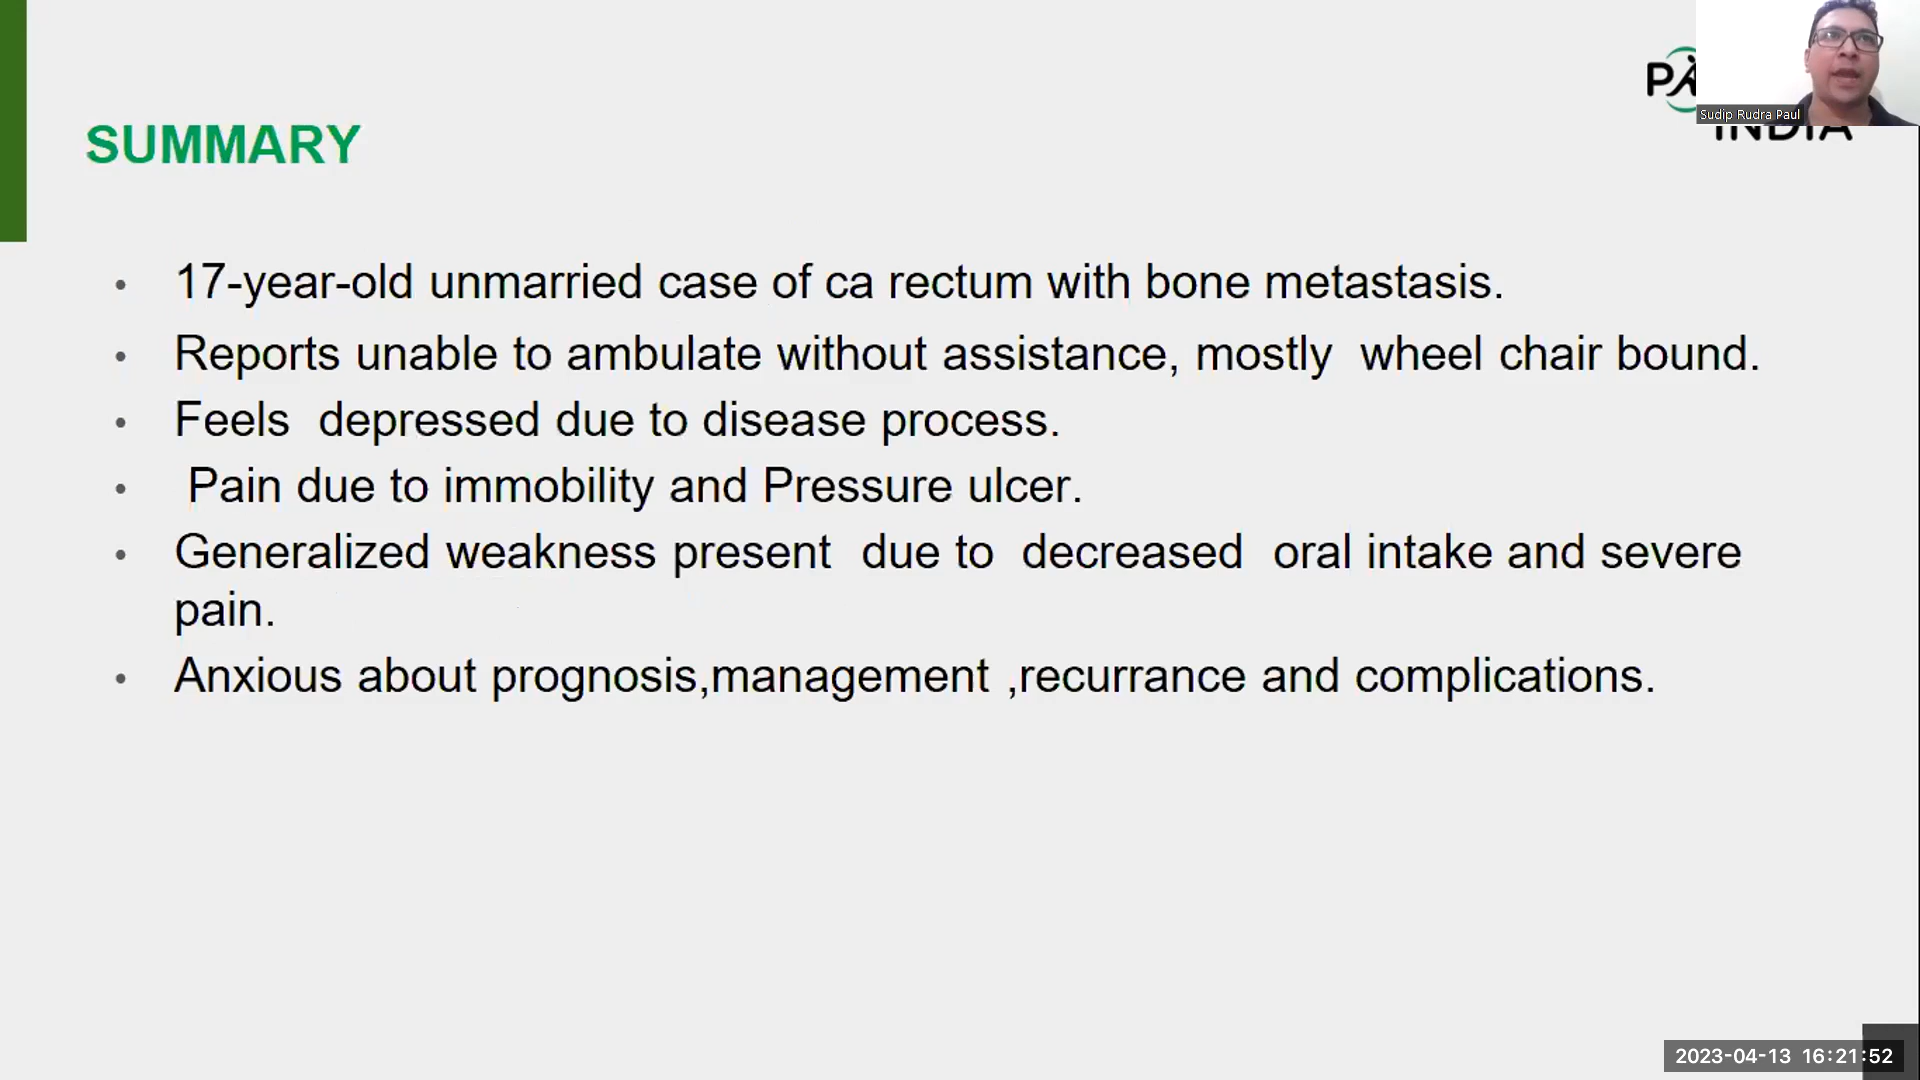 Sudip Rudra Paul
INDIA
SUMMARY
• 17-year-old unmarried case of ca rectum with bone metastasis.
• Reports unable to ambulate without assistance, mostly wheel chair bound.
• Feels depressed due to disease process.
• Pain due to immobility and Pressure ulcer.
• Generalized weakness present due to decreased oral intake and severe
pain.
• Anxious about prognosis,management ,recurrance and complications.
2023-04-13 16:21:52